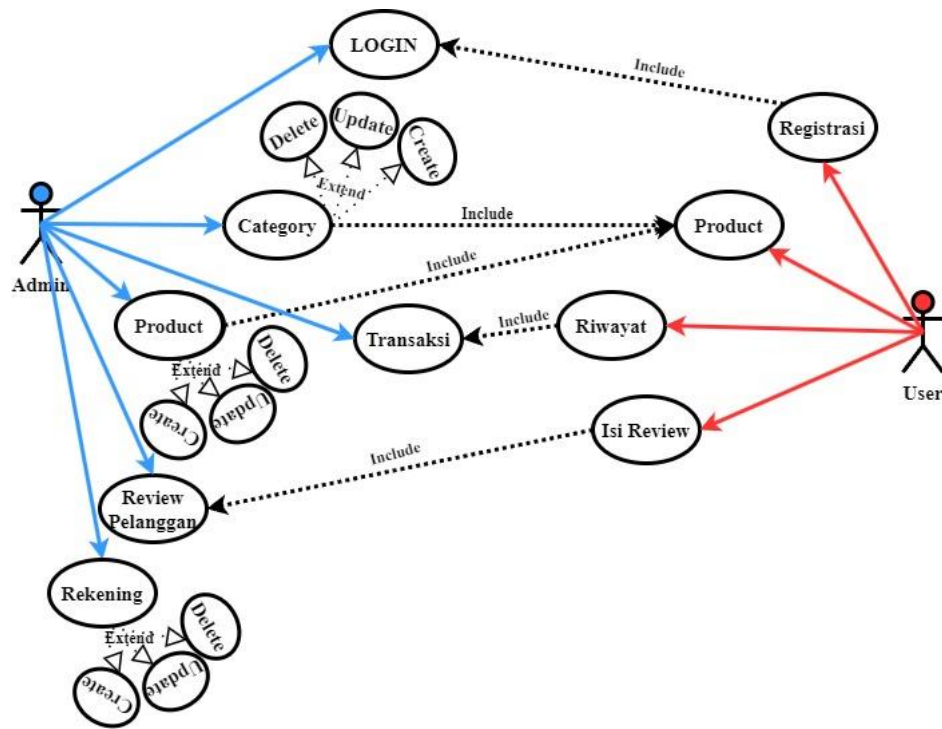 LOGIN
Include
Registrasi
Delete
Update
Create
Extend
Category
Include
Product
Admin
Include
Product
Transaksi
Include
Riwayat
User
Extend
Delete
Update
Create
Isi Review
Include
Review
Pelanggan
Rekening
Extend
Delete
Update
Create